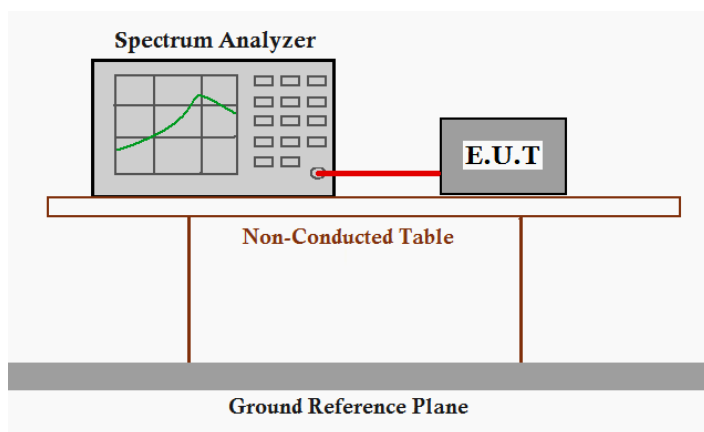 Spectrum Analyzer
E.U.T
Non-Conducted Table
Ground Reference Plane